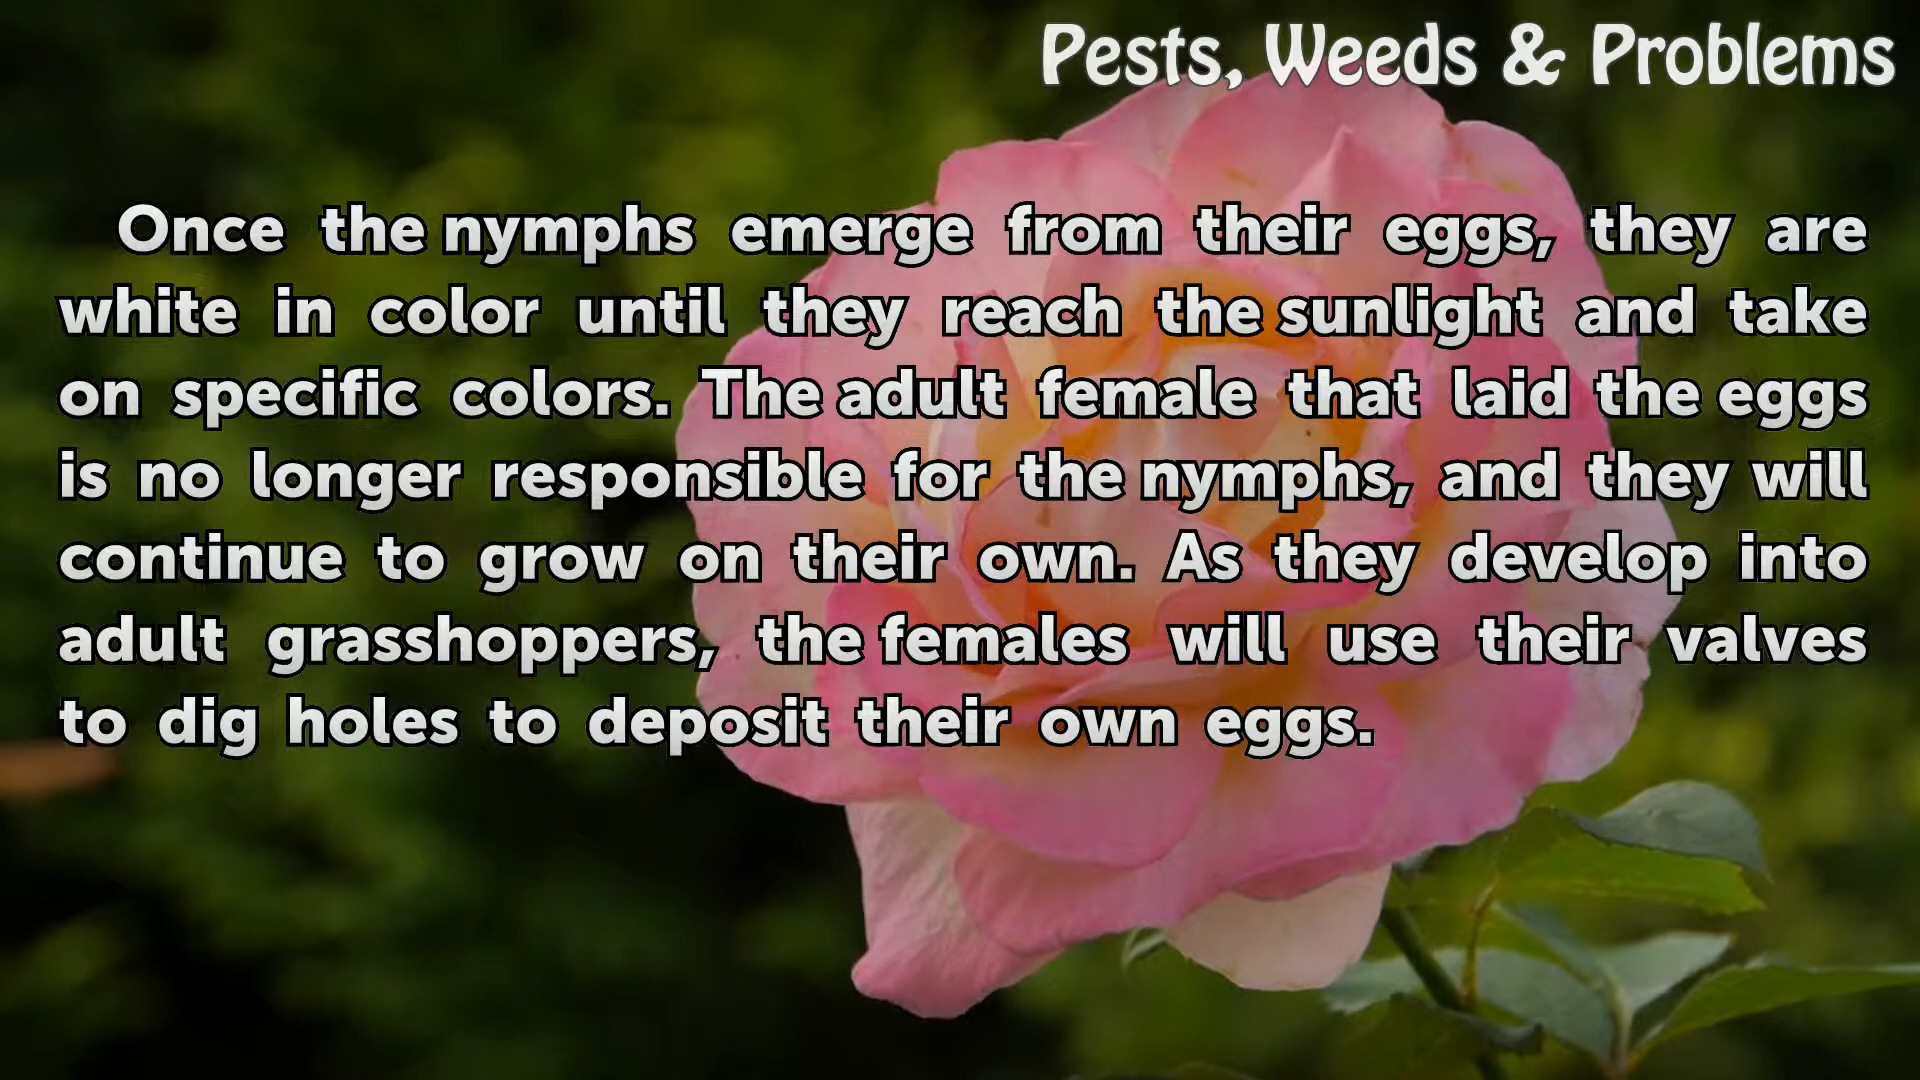 Pests, Weeds & Problems
Once the nymphs emerge from their eggs, they are
white in color until they reach the sunlight and take
on specific colors. The adult female that laid the eggs
is no longer responsible for the nymphs, and they will
continue to grow on their own. As they develop into
adult grasshoppers, the females will use their valves
to dig holes to deposit their own eggs.